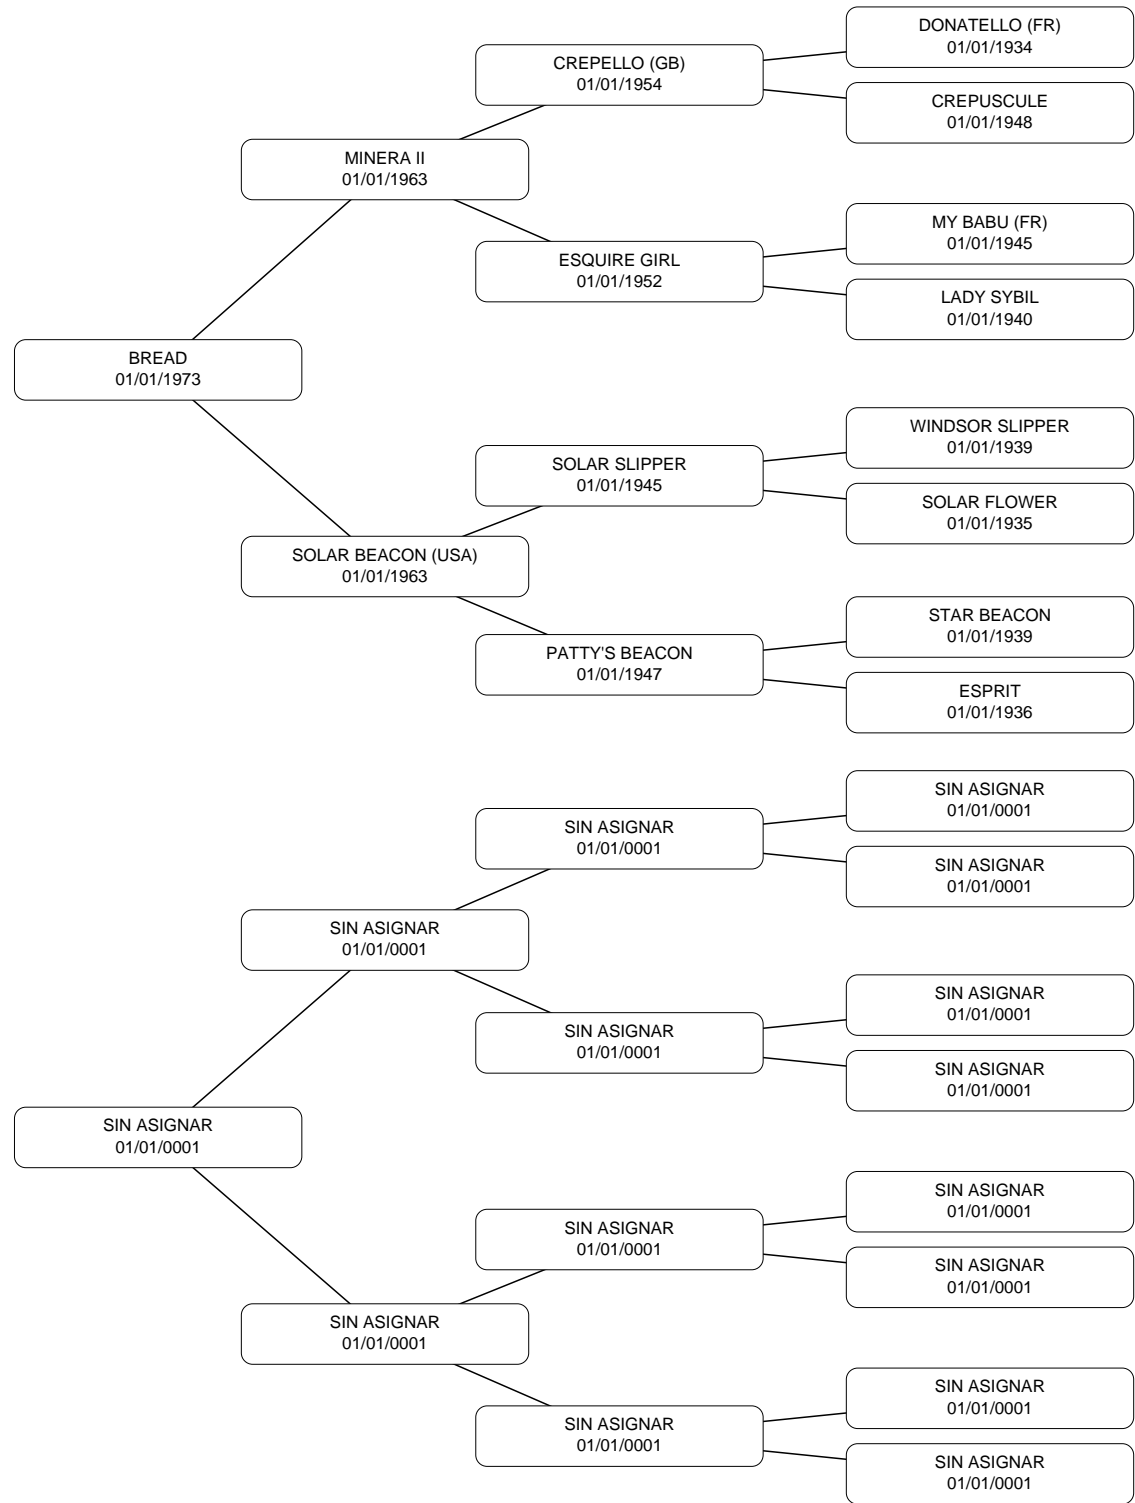 DONATELLO (FR)
01/01/1934
CREPELLO (GB)
01/01/1954
CREPUSCULE
01/01/1948
MINERA II
01/01/1963
MY BABU (FR)
01/01/1945
ESQUIRE GIRL
01/01/1952
LADY SYBIL
01/01/1940
BREAD
01/01/1973
WINDSOR SLIPPER
01/01/1939
SOLAR SLIPPER
01/01/1945
SOLAR FLOWER
01/01/1935
SOLAR BEACON (USA)
01/01/1963
STAR BEACON
01/01/1939
PATTY'S BEACON
01/01/1947
ESPRIT
01/01/1936
SIN ASIGNAR
01/01/0001
SIN ASIGNAR
01/01/0001
SIN ASIGNAR
01/01/0001
SIN ASIGNAR
01/01/0001
SIN ASIGNAR
01/01/0001
SIN ASIGNAR
01/01/0001
SIN ASIGNAR
01/01/0001
SIN ASIGNAR
01/01/0001
SIN ASIGNAR
01/01/0001
SIN ASIGNAR
01/01/0001
SIN ASIGNAR
01/01/0001
SIN ASIGNAR
01/01/0001
SIN ASIGNAR
01/01/0001
SIN ASIGNAR
01/01/0001
SIN ASIGNAR
01/01/0001